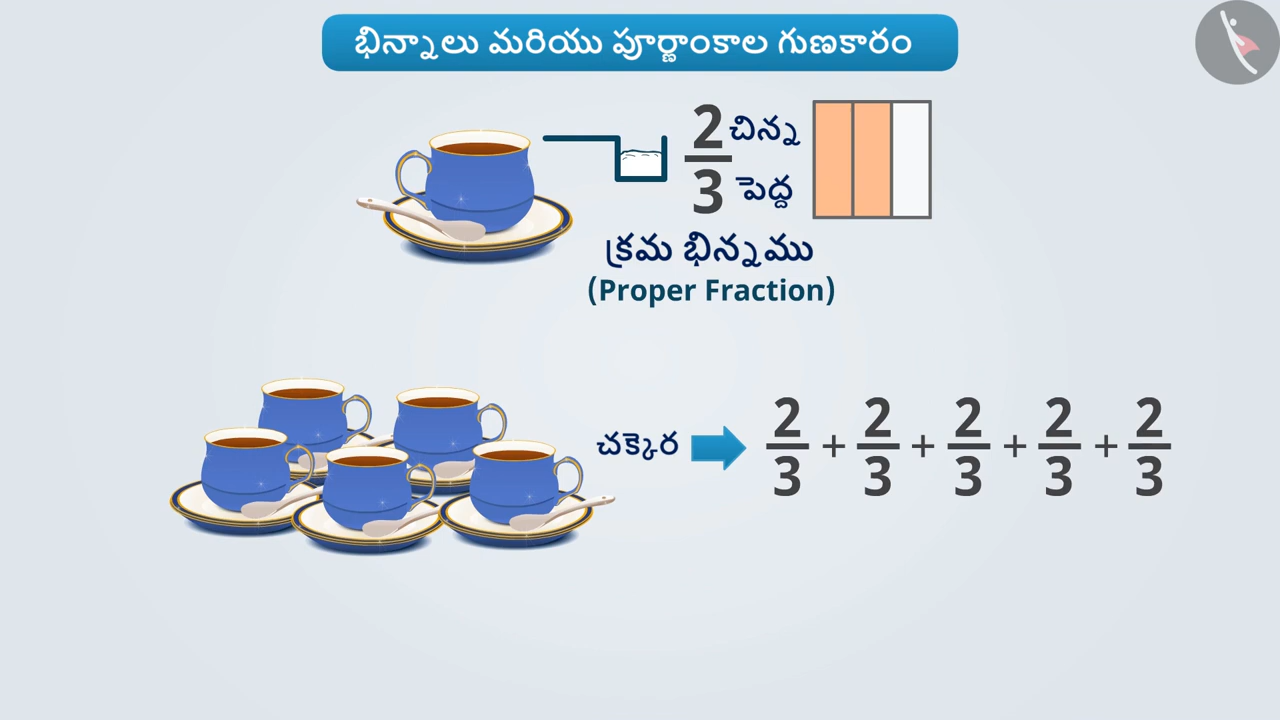 భిన్నాలు మరియు పూర్ణాంకాల గుణకారం
2 చిన్న
3 పెద్ద
క్రమ భిన్నము
(Proper Fraction)
చక్కెర 2/3 + 2/3 + 2/3 + 2/3 + 2/3